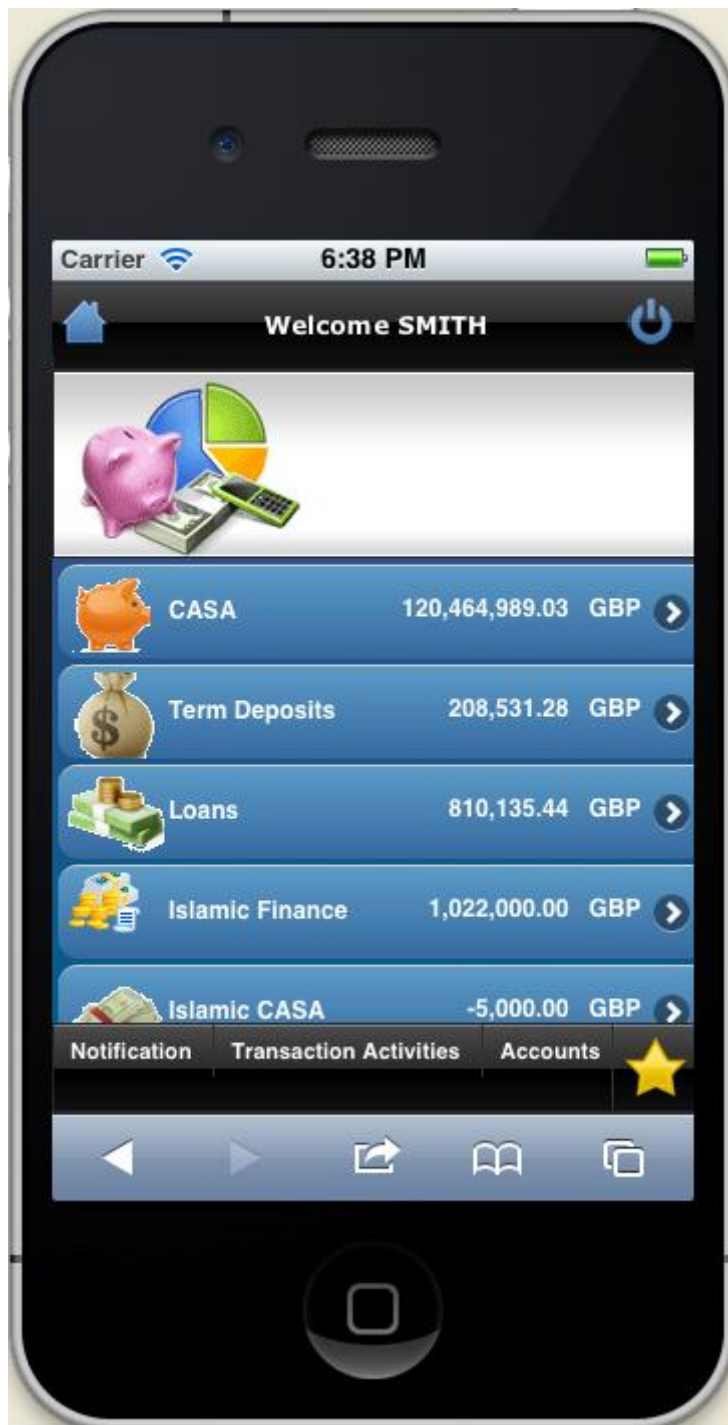 Carrier 6:38 PM
Welcome SMITH
CASA 120,464,989.03 GBP
Term Deposits 208,531.28 GBP
Loans 810,135.44 GBP
Islamic Finance 1,022,000.00 GBP
Islamic CASA -5,000.00 GBP
Notification Transaction Activities Accounts